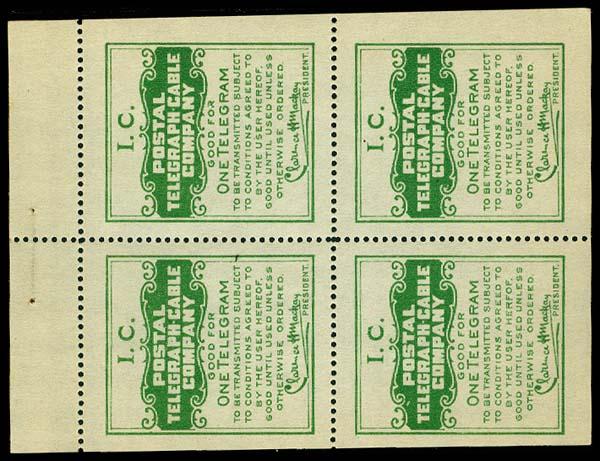 I.C.
POSTAL
TELEGRAPH-CABLE
COMPANY
GOOD FOR
ONE TELEGRAM
TO BE TRANSMITTED SUBJECT
TO CONDITIONS AGREED TO
BY THE USER HEREOF.
GOOD UNTIL USED UNLESS
OTHERWISE ORDERED.
Clarence H Mackay
PRESIDENT.
I.C.
POSTAL
TELEGRAPH-CABLE
COMPANY
GOOD FOR
ONE TELEGRAM
TO BE TRANSMITTED SUBJECT
TO CONDITIONS AGREED TO
BY THE USER HEREOF.
GOOD UNTIL USED UNLESS
OTHERWISE ORDERED.
Clarence H Mackay
PRESIDENT.
I.C.
POSTAL
TELEGRAPH-CABLE
COMPANY
GOOD FOR
ONE TELEGRAM
TO BE TRANSMITTED SUBJECT
TO CONDITIONS AGREED TO
BY THE USER HEREOF.
GOOD UNTIL USED UNLESS
OTHERWISE ORDERED.
Clarence H Mackay
PRESIDENT.
I.C.
POSTAL
TELEGRAPH-CABLE
COMPANY
GOOD FOR
ONE TELEGRAM
TO BE TRANSMITTED SUBJECT
TO CONDITIONS AGREED TO
BY THE USER HEREOF.
GOOD UNTIL USED UNLESS
OTHERWISE ORDERED.
Clarence H Mackay
PRESIDENT.